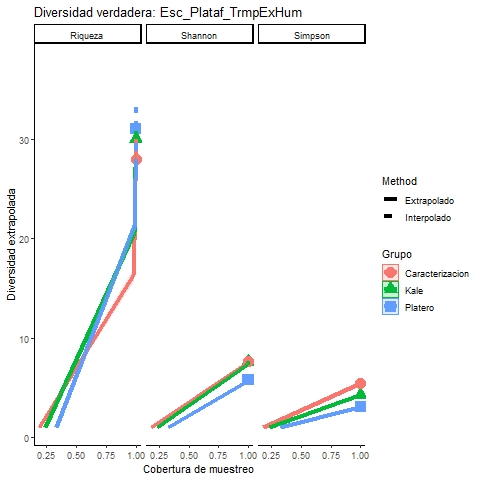 Diversidad verdadera: Esc_Plataf_TrmpExHum
Riqueza Shannon Simpson
Diversidad extrapolada
30
20
10
0
0.25 0.50 0.75 1.00 0.25 0.50 0.75 1.00 0.25 0.50 0.75 1.00
Cobertura de muestreo
Method
Extrapolado
Interpolado
Grupo
Caracterizacion
Kale
Platero